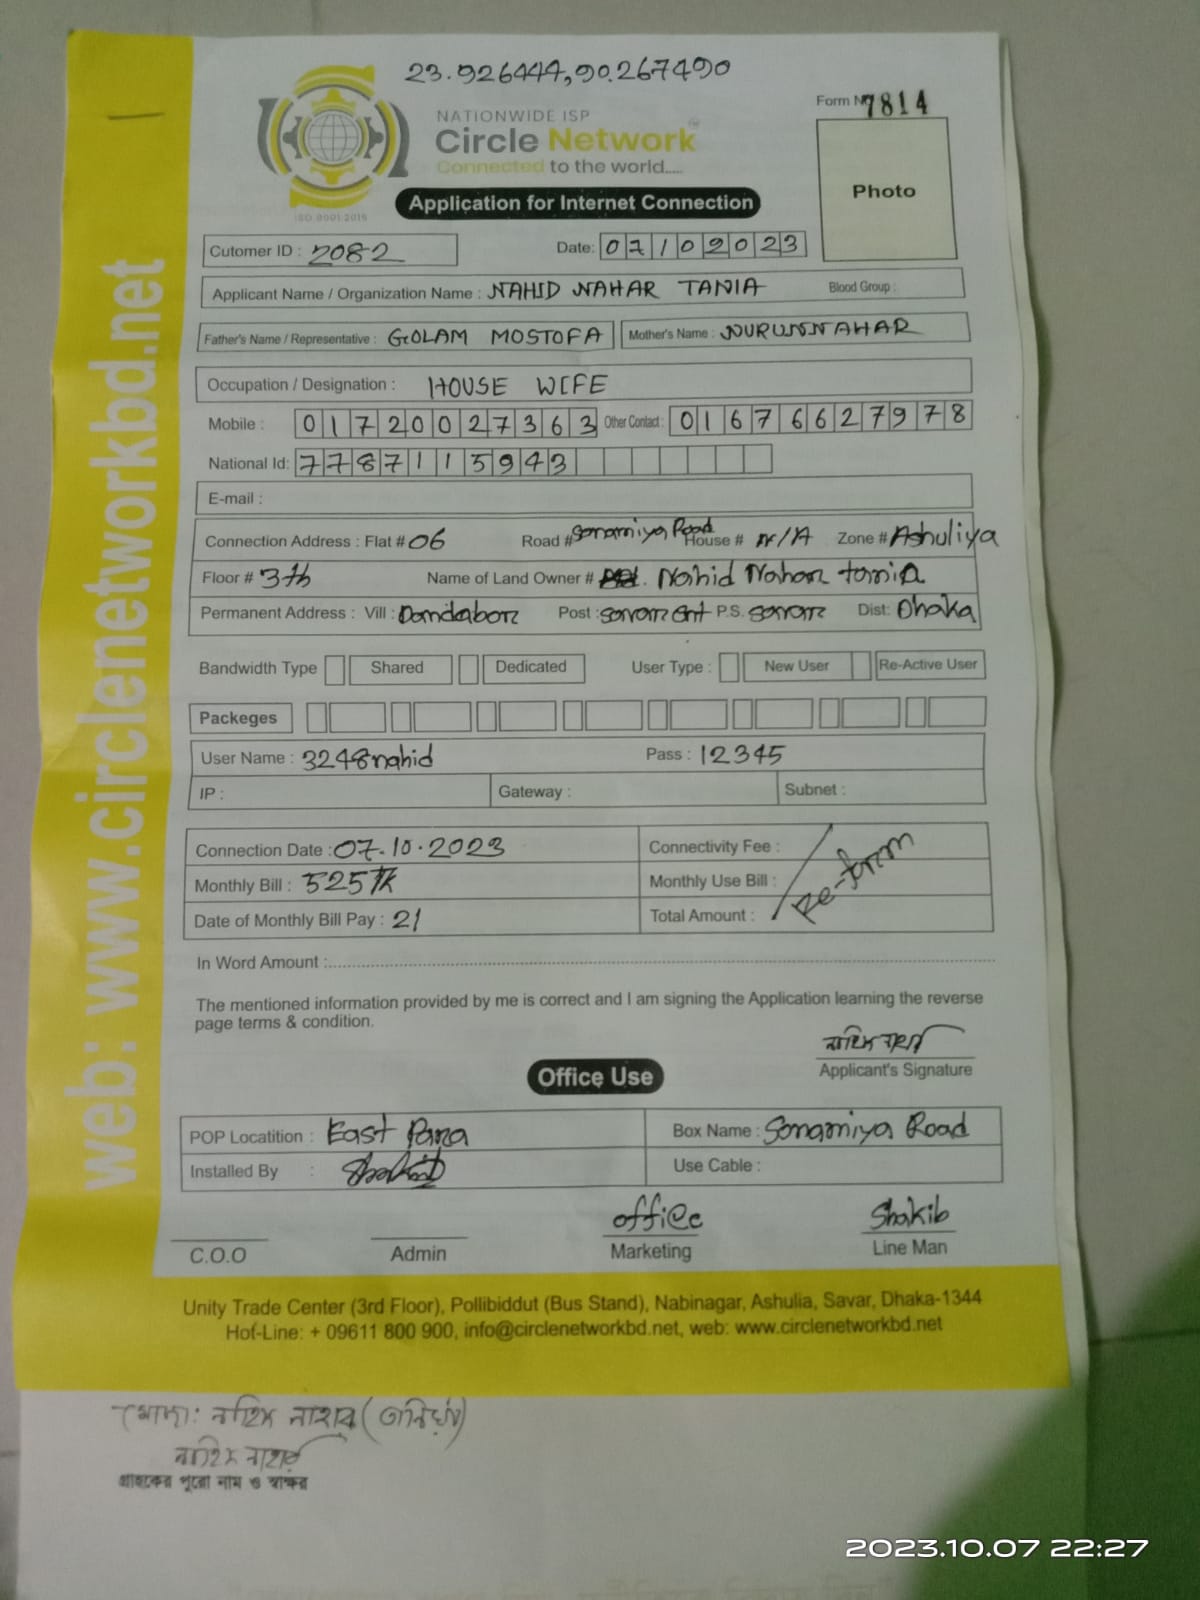 23.926444,90.267490
Form No 7814
NATIONWIDE ISP
Circle Network
Connected to the world.....
ISO 9001:2015
Photo
Application for Internet Connection
Cutomer ID : 2082 Date: 07102023
Applicant Name / Organization Name : NAHID NAHAR TANIA Blood Group :
Father's Name / Representative : GOLAM MOSTOFA Mother's Name : NURUNNAHAR
Occupation / Designation : HOUSE WIFE
Mobile : 01720027363 Other Contact : 01676627978
National Id: 7787115943
E-mail :
Connection Address : Flat # 06 Road # Sonamiya Road House # N/A Zone # Ashuliya
Floor # 3th Name of Land Owner # Nahid Nahar tania
Permanent Address : Vill : Dandabor Post : P.S. savar Dist: Dhaka
Bandwidth Type Shared Dedicated User Type : New User Re-Active User
Packeges
User Name : 3248nahid Pass : 12345
IP : Gateway : Subnet :
Connection Date : 07.10.2023 Connectivity Fee :
Monthly Bill : 525 Tk Monthly Use Bill : Re-form
Date of Monthly Bill Pay : 21 Total Amount :
In Word Amount :
The mentioned information provided by me is correct and I am signing the Application learning the reverse
page terms & condition.
নাহিদ নাহার
Applicant's Signature
Office Use
POP Locatition : East Para Box Name : Sonamiya Road
Installed By : Shakib Use Cable :
office Shakib
C.O.O Admin Marketing Line Man
Unity Trade Center (3rd Floor), Pollibiddut (Bus Stand), Nabinagar, Ashulia, Savar, Dhaka-1344
Hot-Line: + 09611 800 900, info@circlenetworkbd.net, web: www.circlenetworkbd.net
web: www.circlenetworkbd.net
মোছা: নাহিদ নাহার (তানিয়া)
নাহিদ নাহার
গ্রাহকের পুরো নাম ও স্বাক্ষর
2023.10.07 22:27